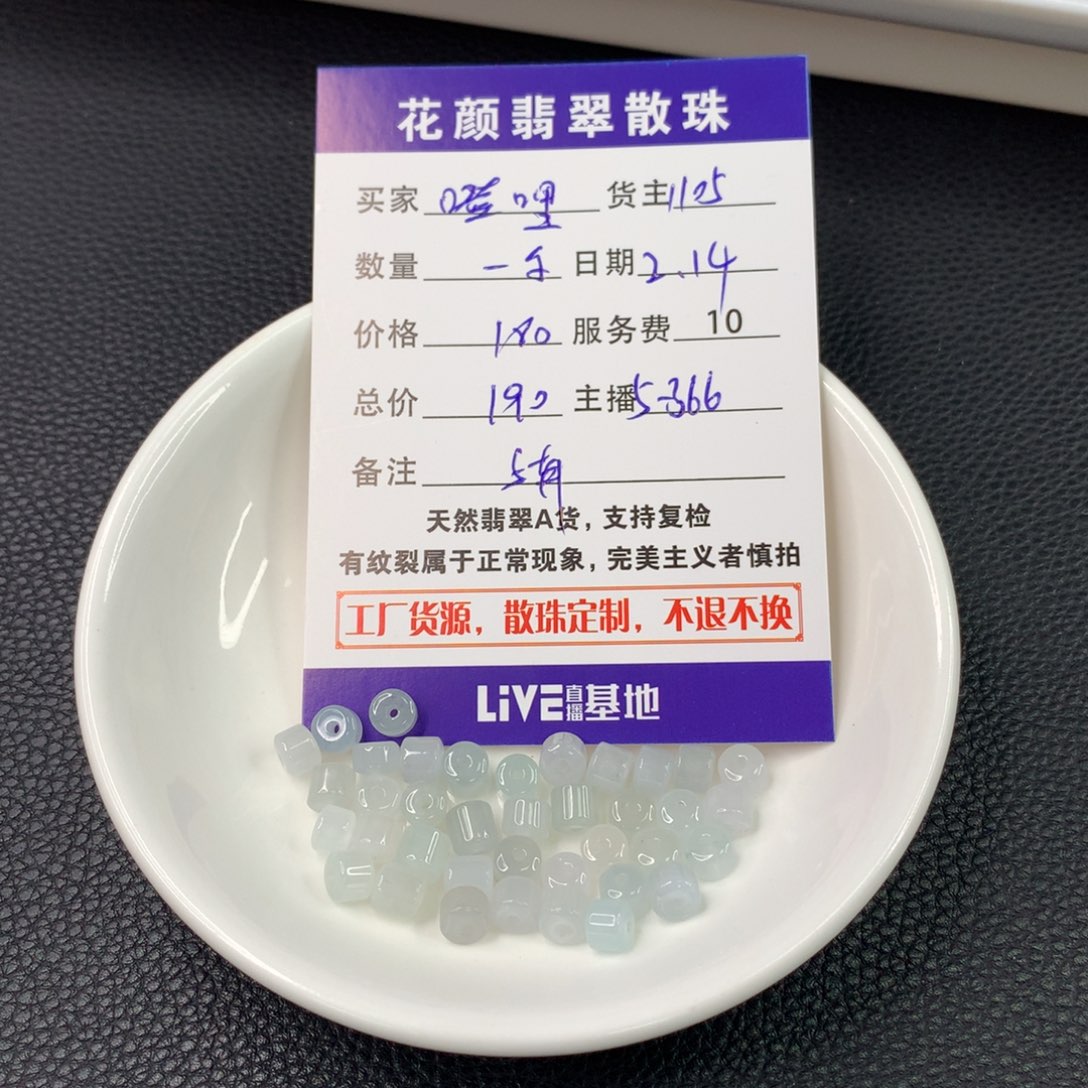 花颜翡翠散珠
买家 嗞哩 货主 1105
数量 一手 日期 2.14
价格 180 服务费 10
总价 190 主播 5-366
备注
天然翡翠A货，支持复检
有纹裂属于正常现象，完美主义者慎拍
工厂货源，散珠定制，不退不换
LiVE直播基地